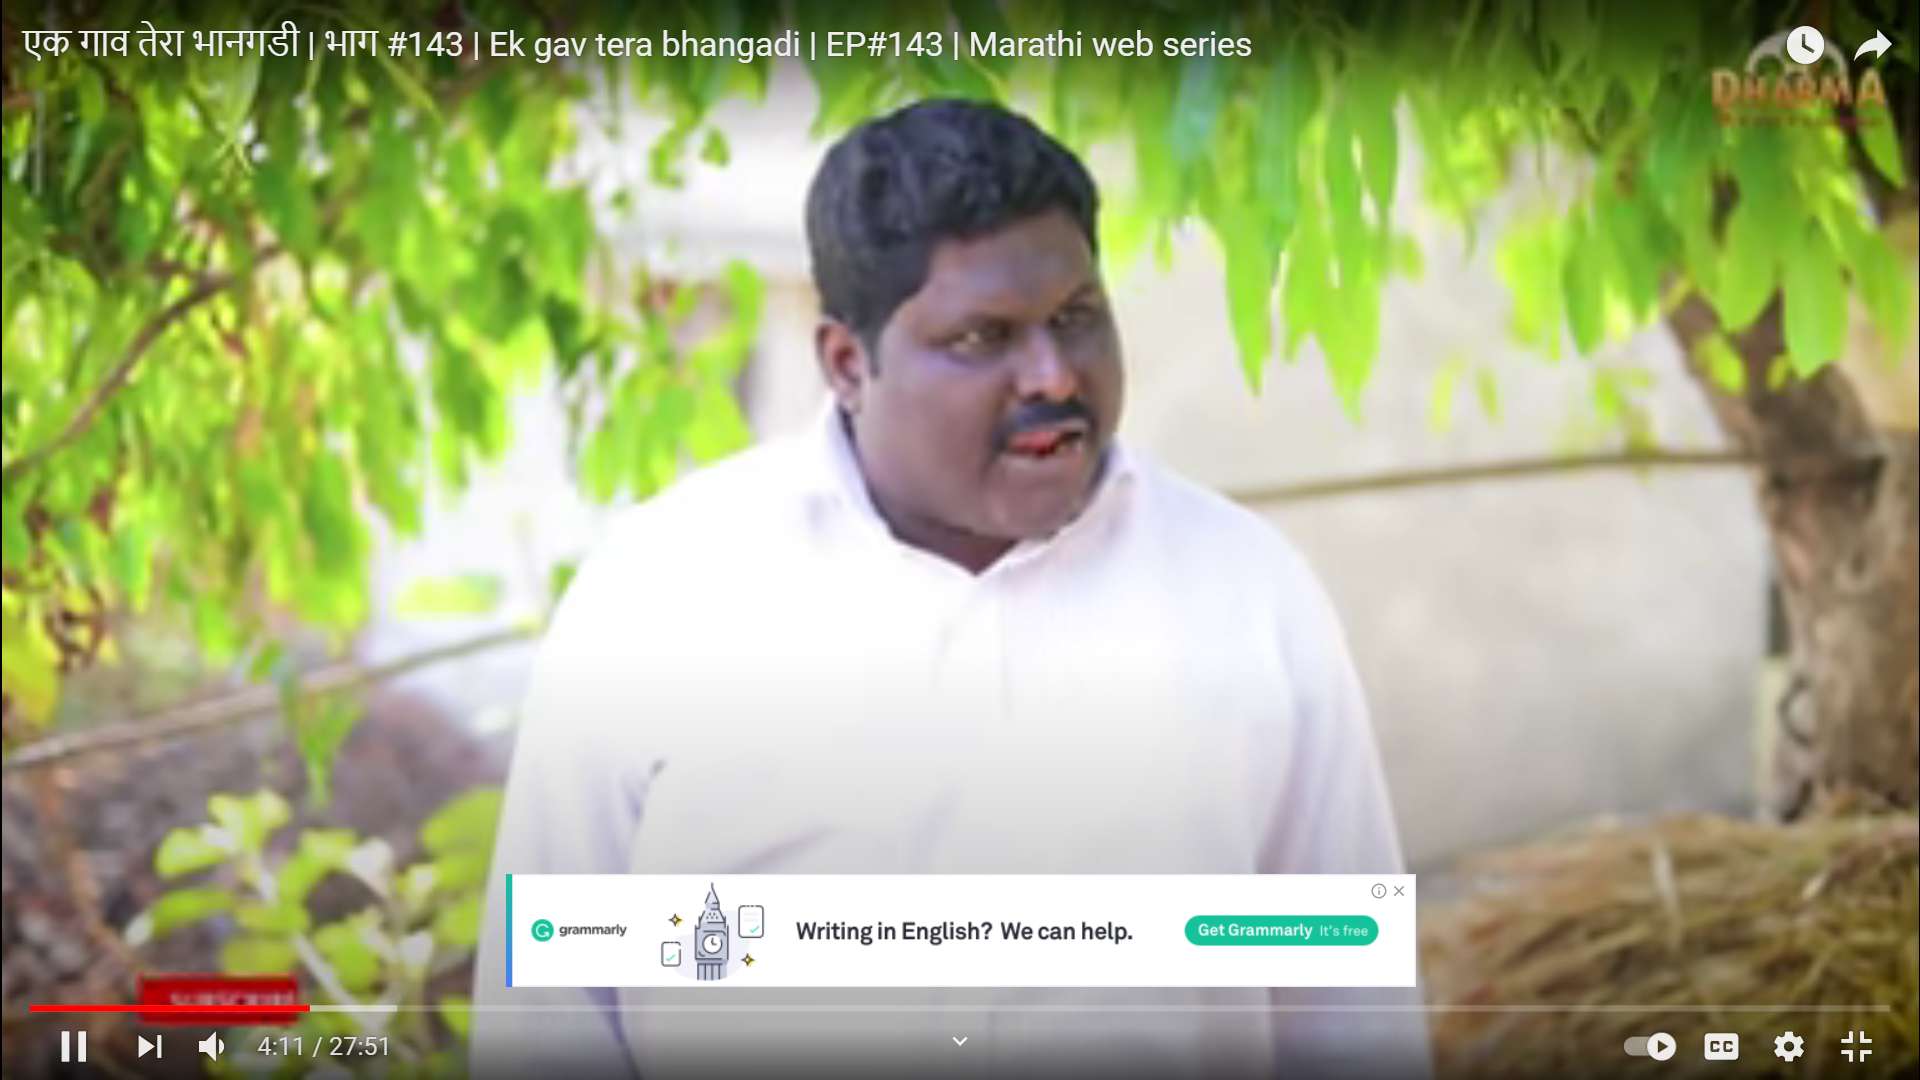 एक गाव तेरा भानगडी | भाग #143 | Ek gav tera bhangadi | EP#143 | Marathi web series
DHARMA
grammarly
Writing in English? We can help.
Get Grammarly It's free
SUBSCRIBE
4:11 / 27:51
CC